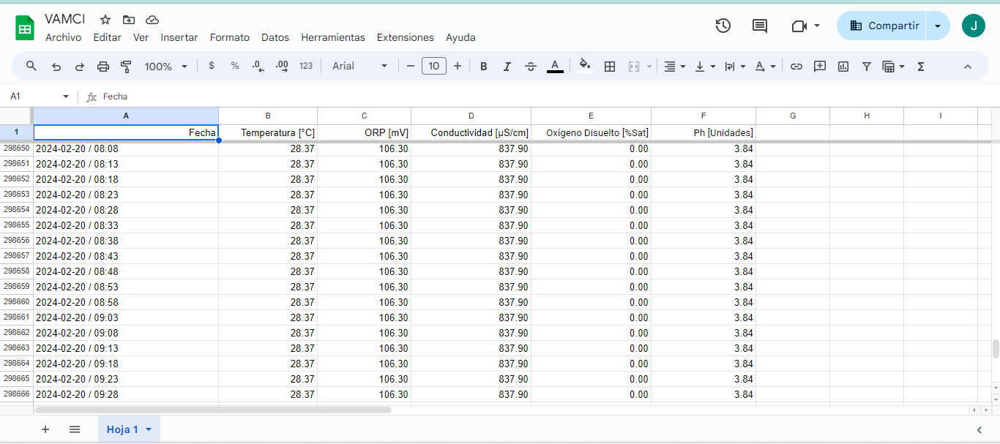 VAMCI
Archivo Editar Ver Insertar Formato Datos Herramientas Extensiones Ayuda
Compartir
J
100% $ % .0 .00 123 Arial 10 B I A A Σ
A1 fx Fecha
A B C D E F G H I
1 Fecha Temperatura [°C] ORP [mV] Conductividad [µS/cm] Oxígeno Disuelto [%Sat] Ph [Unidades]
298650 2024-02-20 / 08:08 28.37 106.30 837.90 0.00 3.84
298651 2024-02-20 / 08:13 28.37 106.30 837.90 0.00 3.84
298652 2024-02-20 / 08:18 28.37 106.30 837.90 0.00 3.84
298653 2024-02-20 / 08:23 28.37 106.30 837.90 0.00 3.84
298654 2024-02-20 / 08:28 28.37 106.30 837.90 0.00 3.84
298655 2024-02-20 / 08:33 28.37 106.30 837.90 0.00 3.84
298656 2024-02-20 / 08:38 28.37 106.30 837.90 0.00 3.84
298657 2024-02-20 / 08:43 28.37 106.30 837.90 0.00 3.84
298658 2024-02-20 / 08:48 28.37 106.30 837.90 0.00 3.84
298659 2024-02-20 / 08:53 28.37 106.30 837.90 0.00 3.84
298660 2024-02-20 / 08:58 28.37 106.30 837.90 0.00 3.84
298661 2024-02-20 / 09:03 28.37 106.30 837.90 0.00 3.84
298662 2024-02-20 / 09:08 28.37 106.30 837.90 0.00 3.84
298663 2024-02-20 / 09:13 28.37 106.30 837.90 0.00 3.84
298664 2024-02-20 / 09:18 28.37 106.30 837.90 0.00 3.84
298665 2024-02-20 / 09:23 28.37 106.30 837.90 0.00 3.84
298666 2024-02-20 / 09:28 28.37 106.30 837.90 0.00 3.84
Hoja 1